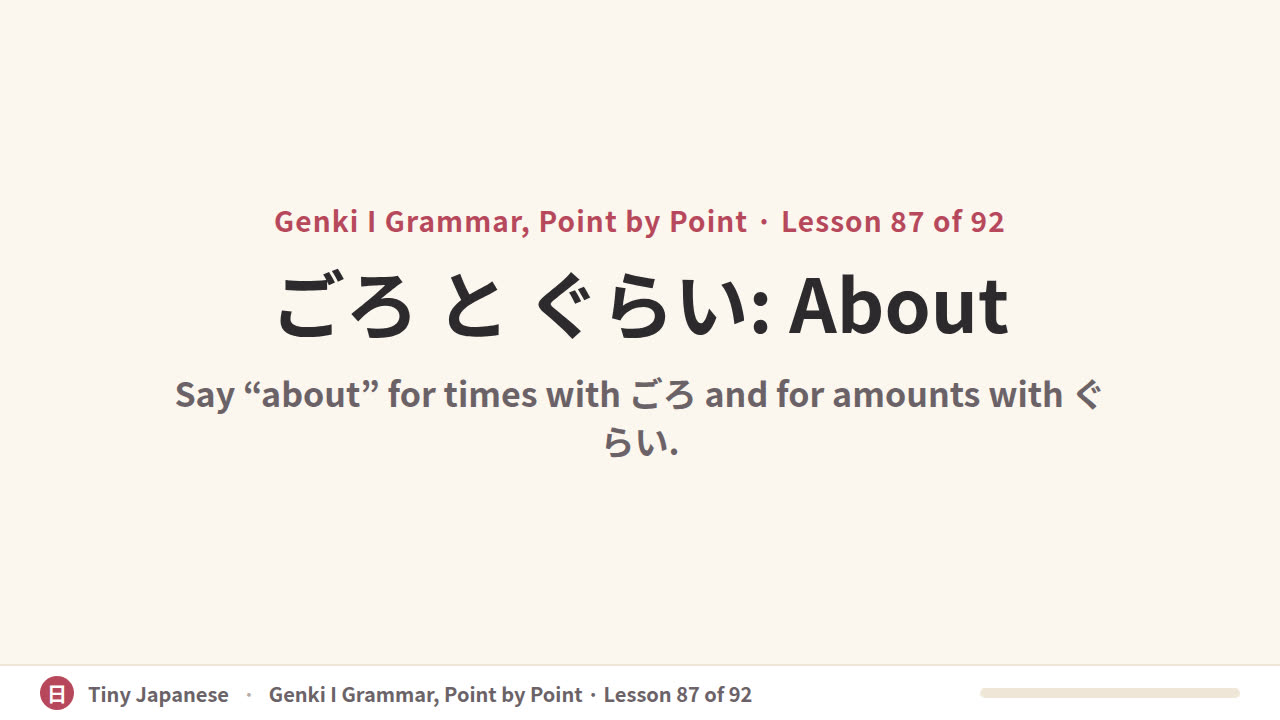 Genki I Grammar, Point by Point · Lesson 87 of 92
ごろ と ぐらい: About
Say “about” for times with ごろ and for amounts with ぐ
らい.
日 Tiny Japanese · Genki I Grammar, Point by Point · Lesson 87 of 92